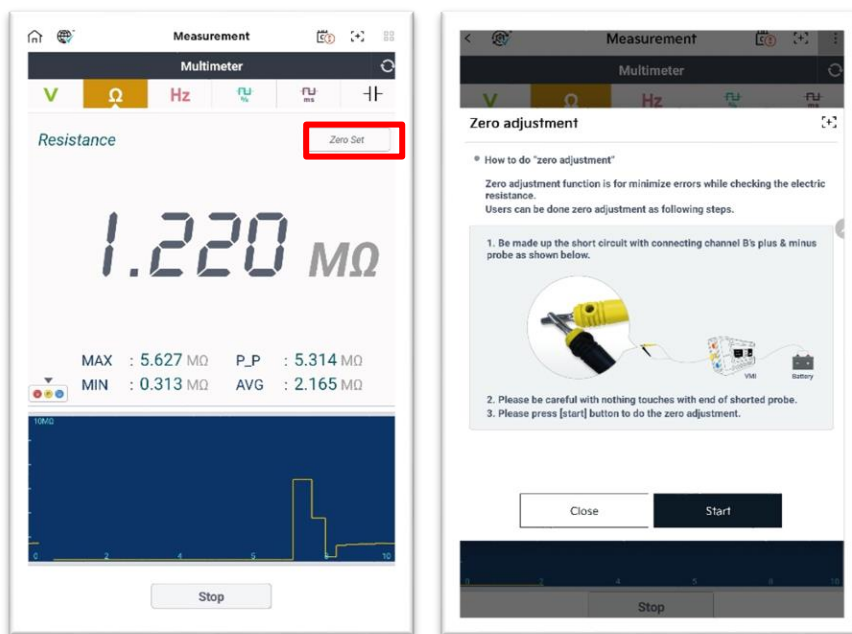 Measurement
Multimeter
V Ω Hz % ms
Resistance
Zero Set
1.220 MΩ
MAX : 5.627 MΩ P_P : 5.314 MΩ
MIN : 0.313 MΩ AVG : 2.165 MΩ
10MΩ
0 2 4 6 8 10
Stop
Measurement
Multimeter
V Ω Hz % ms
Zero adjustment
How to do "zero adjustment"
Zero adjustment function is for minimize errors while checking the electric
resistance.
Users can be done zero adjustment as following steps.
1. Be made up the short circuit with connecting channel B's plus & minus
probe as shown below.
VMI Battery
2. Please be careful with nothing touches with end of shorted probe.
3. Please press [start] button to do the zero adjustment.
Close Start
0 2 4 6 8 10
Stop